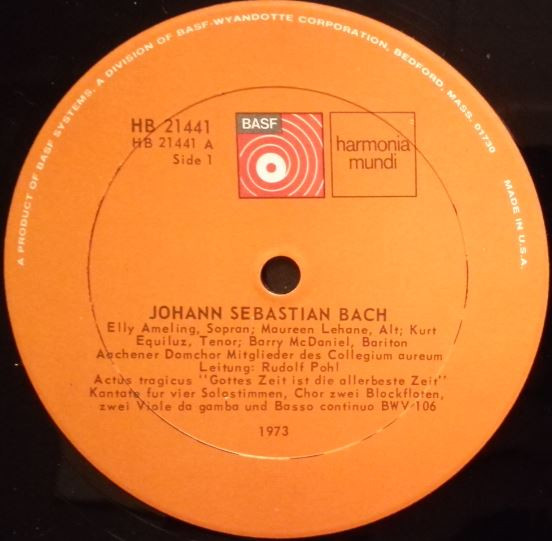 A PRODUCT OF BASF SYSTEMS, A DIVISION OF BASF-WYANDOTTE CORPORATION, BEDFORD, MASS. 01730
MADE IN U.S.A.
HB 21441
HB 21441 A
Side 1
BASF
harmonia
mundi
JOHANN SEBASTIAN BACH
Elly Ameling, Sopran; Maureen Lehane, Alt; Kurt
Equiluz, Tenor; Barry McDaniel, Bariton
Aachener Domchor Mitglieder des Collegium aureum
Leitung: Rudolf Pohl
Actus tragicus "Gottes Zeit ist die allerbeste Zeit"
Kantate fur vier Solostimmen, Chor zwei Blockfloten,
zwei Viole da gamba und Basso continuo BWV 106
1973